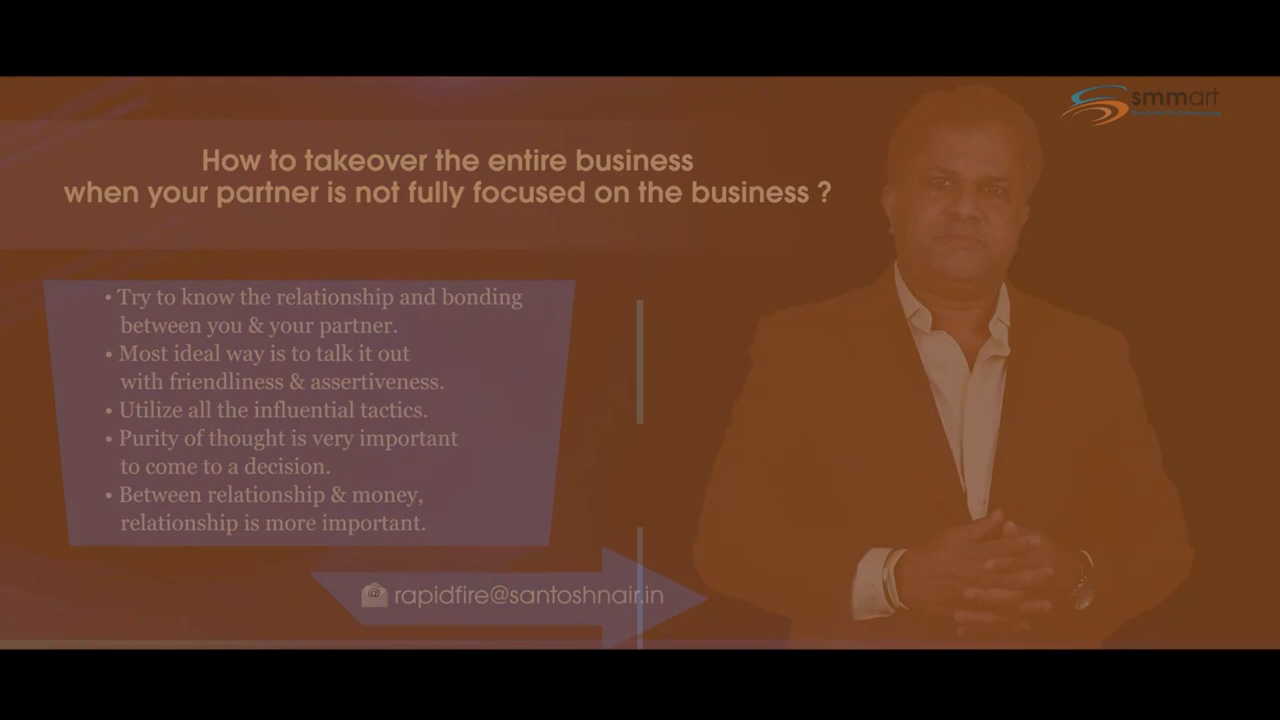 smmart
How to takeover the entire business
when your partner is not fully focused on the business ?
• Try to know the relationship and bonding
between you & your partner.
• Most ideal way is to talk it out
with friendliness & assertiveness.
• Utilize all the influential tactics.
• Purity of thought is very important
to come to a decision.
• Between relationship & money,
relationship is more important.
rapidfire@santoshnair.in